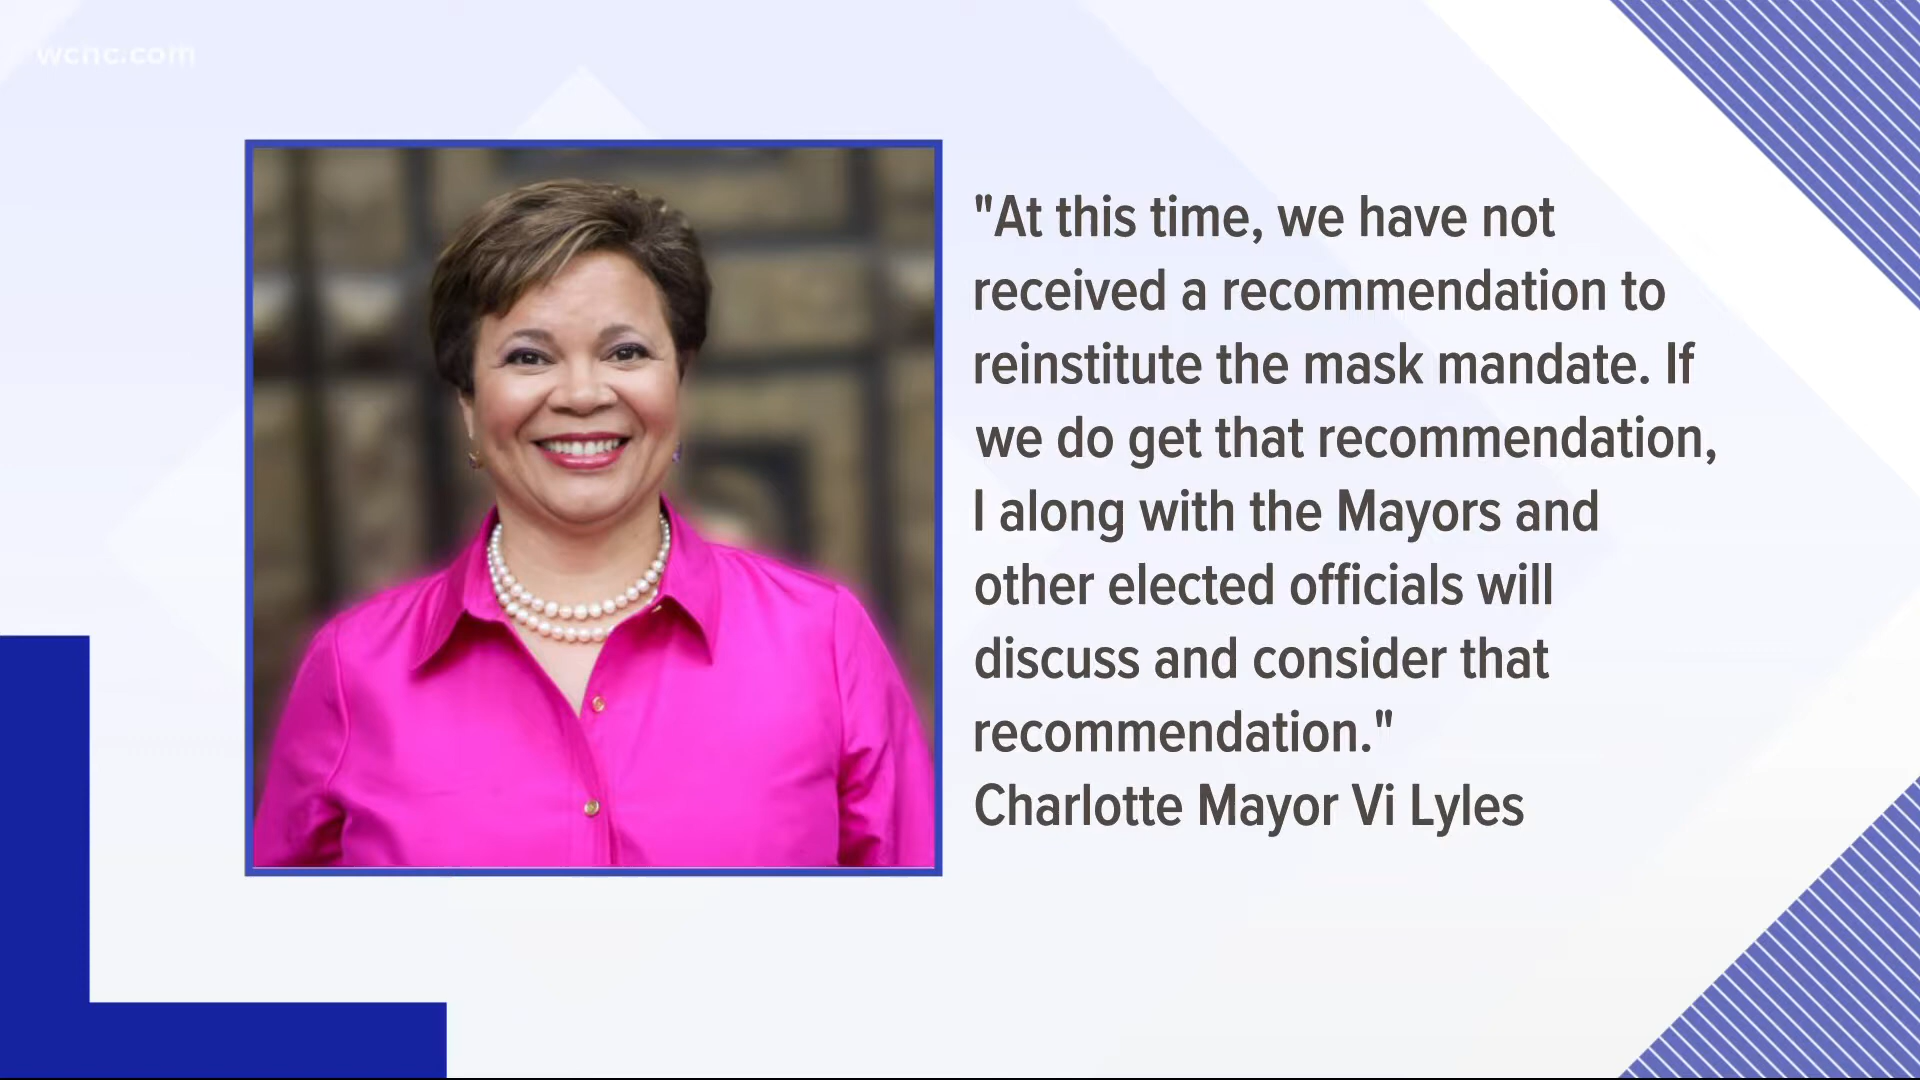 wcnc.com
"At this time, we have not
received a recommendation to
reinstitute the mask mandate. If
we do get that recommendation,
I along with the Mayors and
other elected officials will
discuss and consider that
recommendation."
Charlotte Mayor Vi Lyles